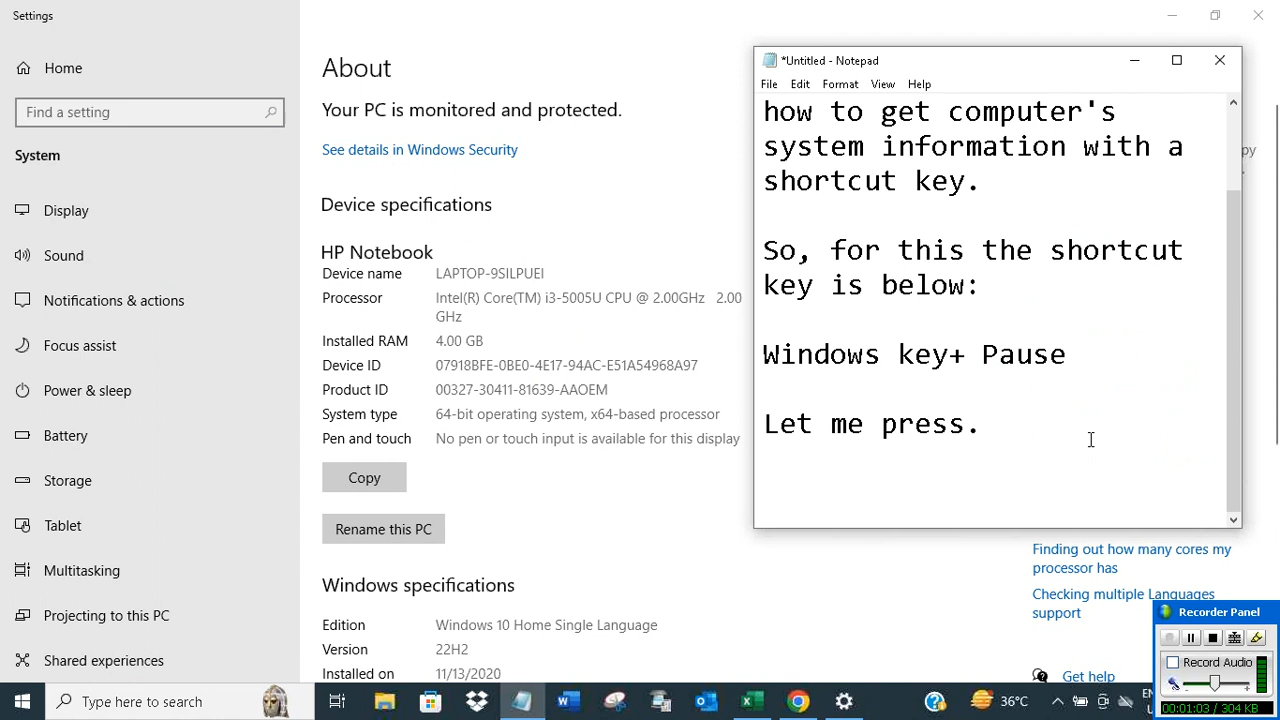 Settings
Home
Find a setting
System
Display
Sound
Notifications & actions
Focus assist
Power & sleep
Battery
Storage
Tablet
Multitasking
Projecting to this PC
Shared experiences
About
Your PC is monitored and protected.
See details in Windows Security
Device specifications
HP Notebook
Device name LAPTOP-9SILPUEI
Processor Intel(R) Core(TM) i3-5005U CPU @ 2.00GHz 2.00
GHz
Installed RAM 4.00 GB
Device ID 07918BFE-0BE0-4E17-94AC-E51A54968A97
Product ID 00327-30411-81639-AAOEM
System type 64-bit operating system, x64-based processor
Pen and touch No pen or touch input is available for this display
Copy
Rename this PC
Windows specifications
Edition Windows 10 Home Single Language
Version 22H2
Installed on 11/13/2020
*Untitled - Notepad
File Edit Format View Help
how to get computer's
system information with a
shortcut key.
So, for this the shortcut
key is below:
Windows key+ Pause
Let me press.
Finding out how many cores my
processor has
Checking multiple Languages
support
Get help
Recorder Panel
Record Audio
00:01:03 / 304 KB
Type here to search
36°C